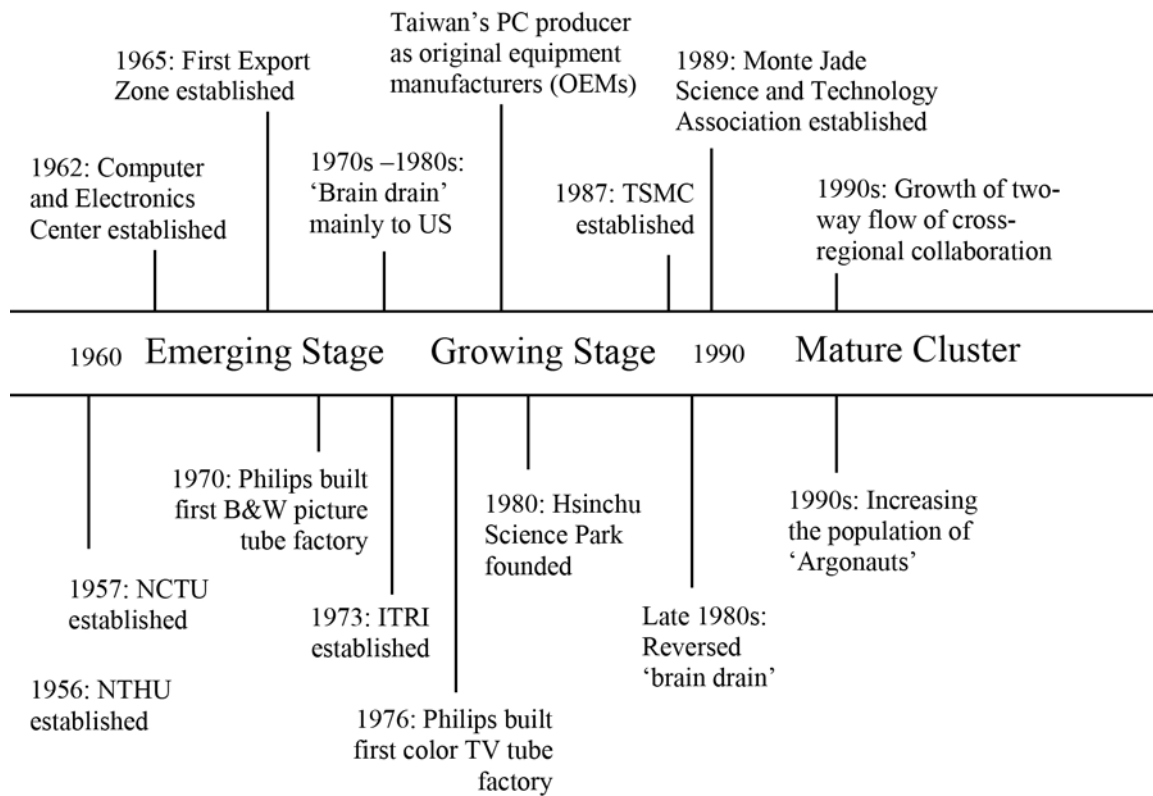 Taiwan’s PC producer
as original equipment
manufacturers (OEMs)
1965: First Export
Zone established
1989: Monte Jade
Science and Technology
Association established
1962: Computer
and Electronics
Center established
1970s –1980s:
‘Brain drain’
mainly to US
1987: TSMC
established
1990s: Growth of two-
way flow of cross-
regional collaboration
1960 Emerging Stage Growing Stage 1990 Mature Cluster
1970: Philips built
first B&W picture
tube factory
1980: Hsinchu
Science Park
founded
1990s: Increasing
the population of
‘Argonauts’
1957: NCTU
established
1973: ITRI
established
Late 1980s:
Reversed
‘brain drain’
1956: NTHU
established
1976: Philips built
first color TV tube
factory